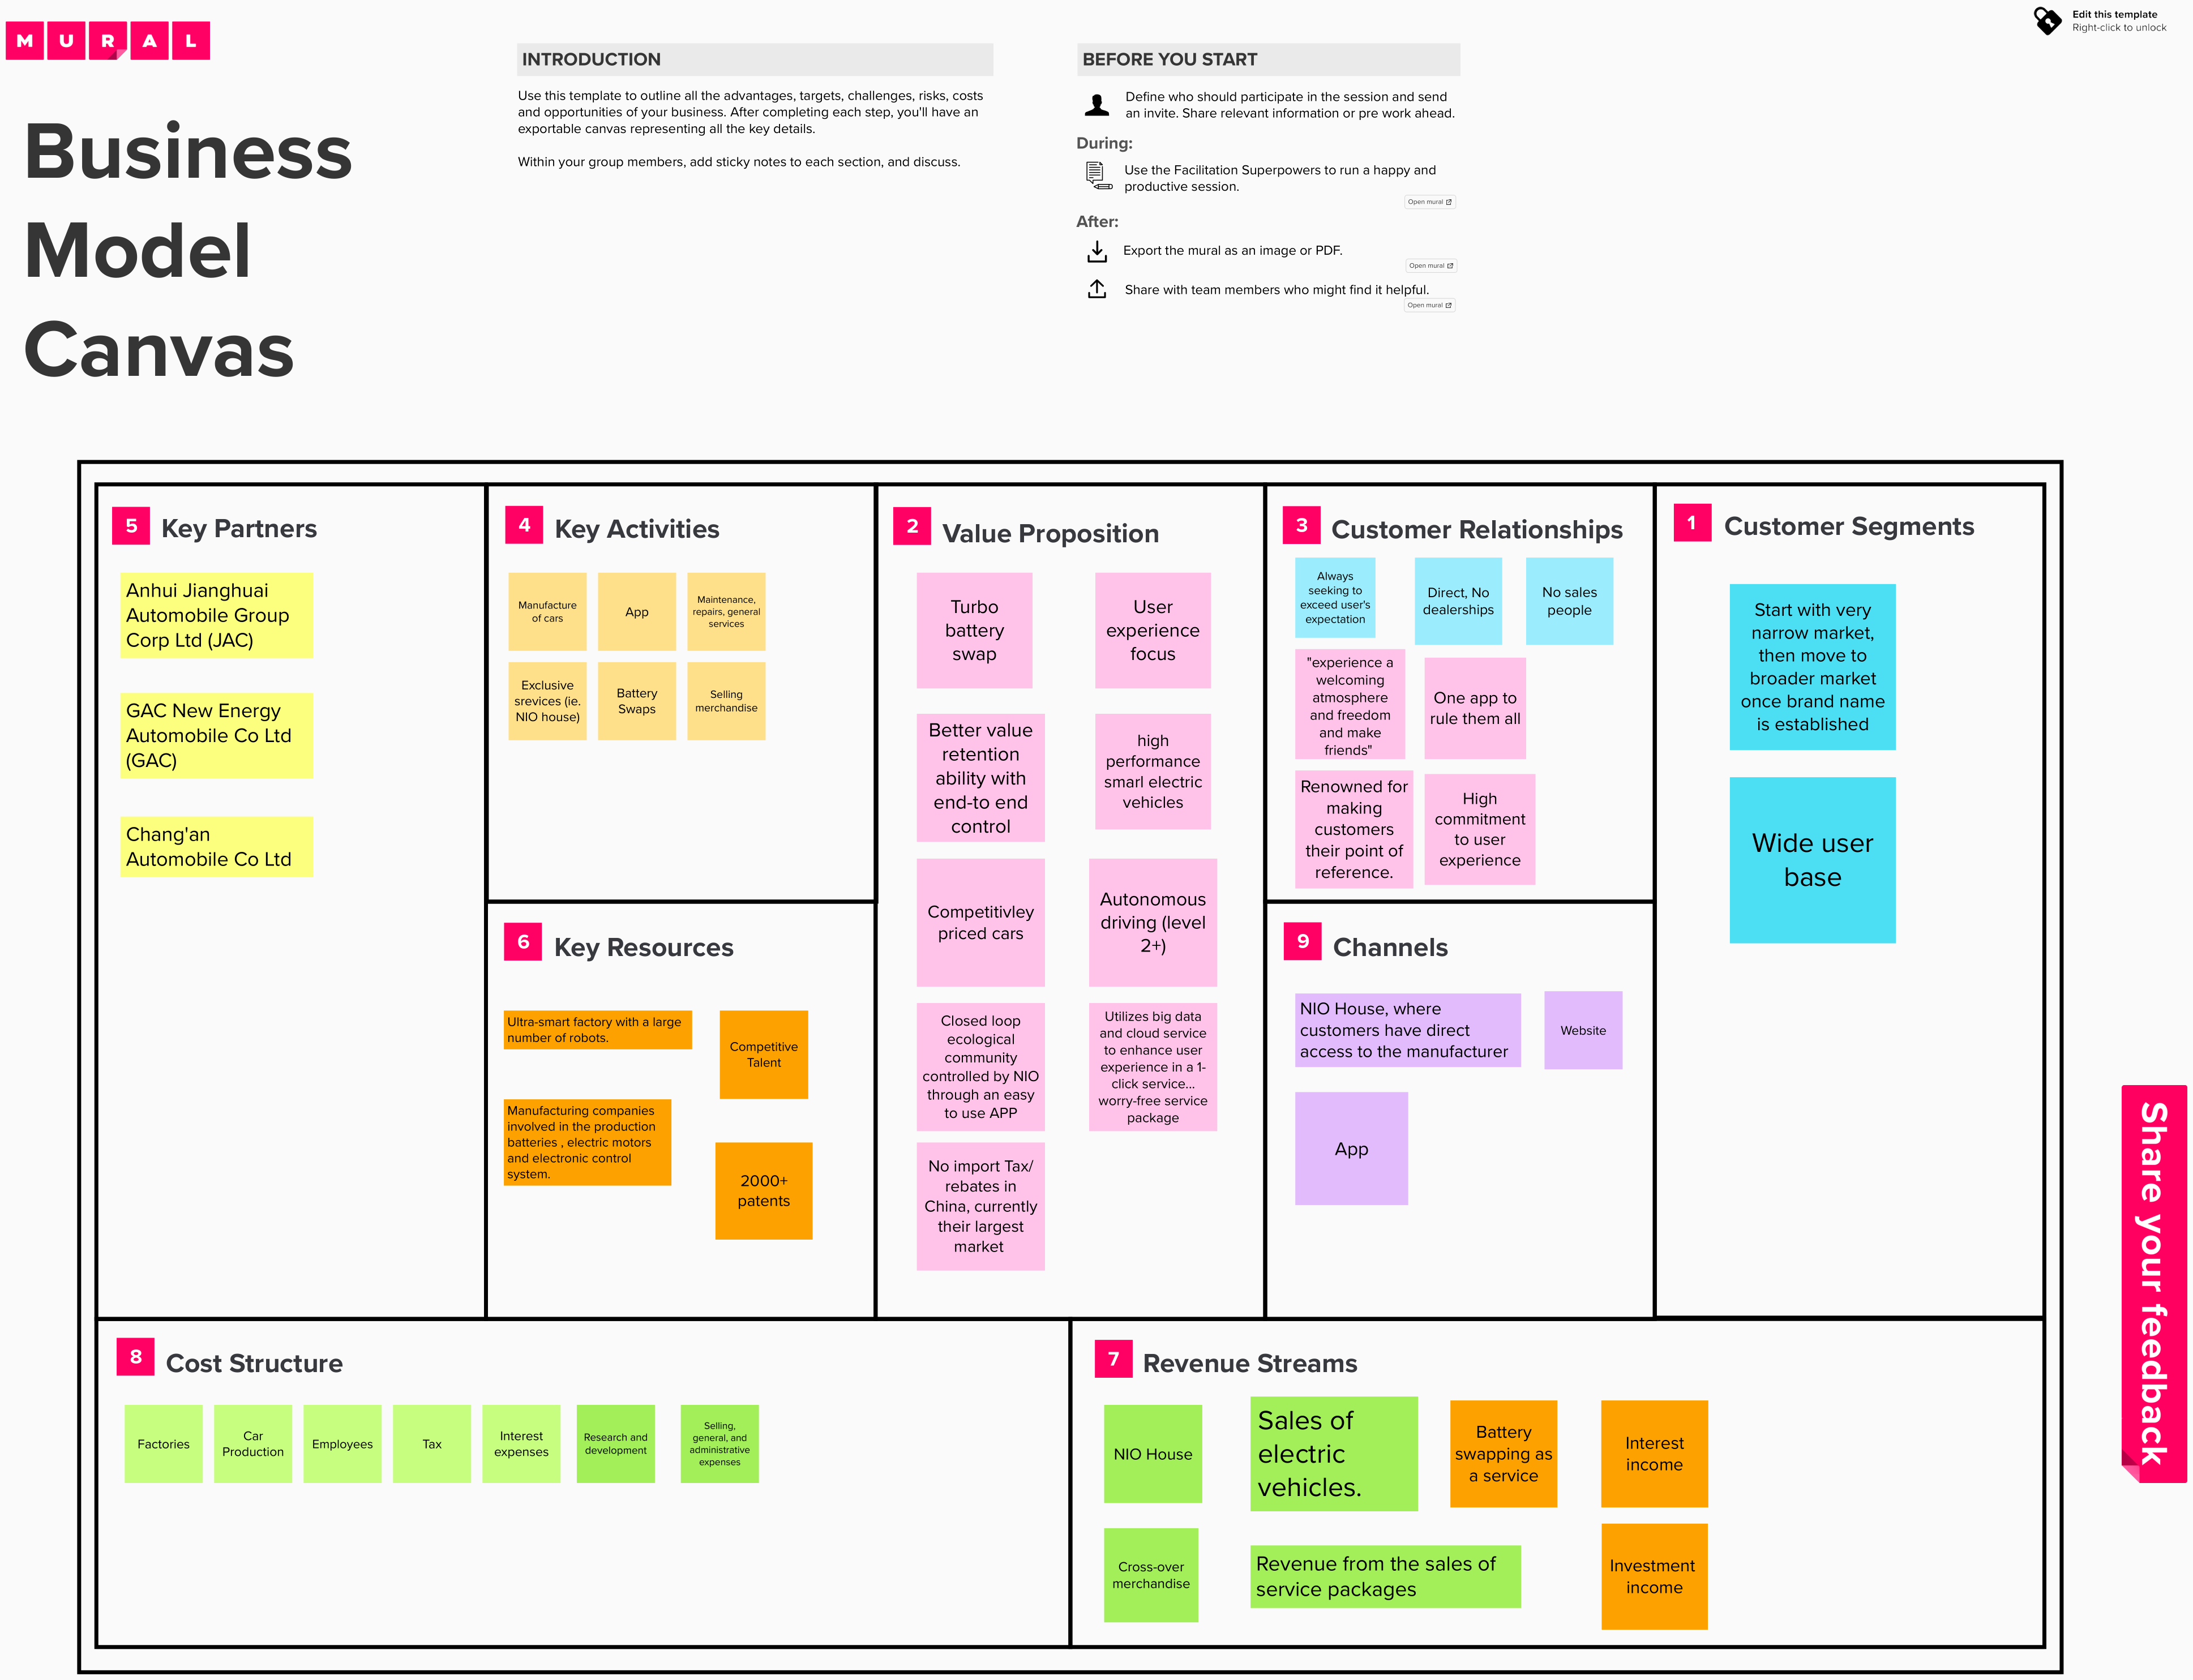 MURAL
Edit this template
Right-click to unlock
Business
Model
Canvas
INTRODUCTION
Use this template to outline all the advantages, targets, challenges, risks, costs
and opportunities of your business. After completing each step, you'll have an
exportable canvas representing all the key details.
Within your group members, add sticky notes to each section, and discuss.
BEFORE YOU START
Define who should participate in the session and send
an invite. Share relevant information or pre work ahead.
During:
Use the Facilitation Superpowers to run a happy and
productive session.
Open mural
After:
Export the mural as an image or PDF.
Open mural
Share with team members who might find it helpful.
Open mural
5 Key Partners
Anhui Jianghuai
Automobile Group
Corp Ltd (JAC)
GAC New Energy
Automobile Co Ltd
(GAC)
Chang'an
Automobile Co Ltd
4 Key Activities
Manufacture
of cars
App
Maintenance,
repairs, general
services
Exclusive
srevices (ie.
NIO house)
Battery
Swaps
Selling
merchandise
6 Key Resources
Ultra-smart factory with a large
number of robots.
Competitive
Talent
Manufacturing companies
involved in the production
batteries , electric motors
and electronic control
system.
2000+
patents
2 Value Proposition
Turbo
battery
swap
User
experience
focus
Better value
retention
ability with
end-to end
control
high
performance
smarl electric
vehicles
Competitivley
priced cars
Autonomous
driving (level
2+)
Closed loop
ecological
community
controlled by NIO
through an easy
to use APP
Utilizes big data
and cloud service
to enhance user
experience in a 1-
click service...
worry-free service
package
No import Tax/
rebates in
China, currently
their largest
market
3 Customer Relationships
Always
seeking to
exceed user's
expectation
Direct, No
dealerships
No sales
people
"experience a
welcoming
atmosphere
and freedom
and make
friends"
One app to
rule them all
Renowned for
making
customers
their point of
reference.
High
commitment
to user
experience
9 Channels
NIO House, where
customers have direct
access to the manufacturer
Website
App
1 Customer Segments
Start with very
narrow market,
then move to
broader market
once brand name
is established
Wide user
base
8 Cost Structure
Factories
Car
Production
Employees
Tax
Interest
expenses
Research and
development
Selling,
general, and
administrative
expenses
7 Revenue Streams
NIO House
Sales of
electric
vehicles.
Battery
swapping as
a service
Interest
income
Cross-over
merchandise
Revenue from the sales of
service packages
Investment
income
Share your feedback